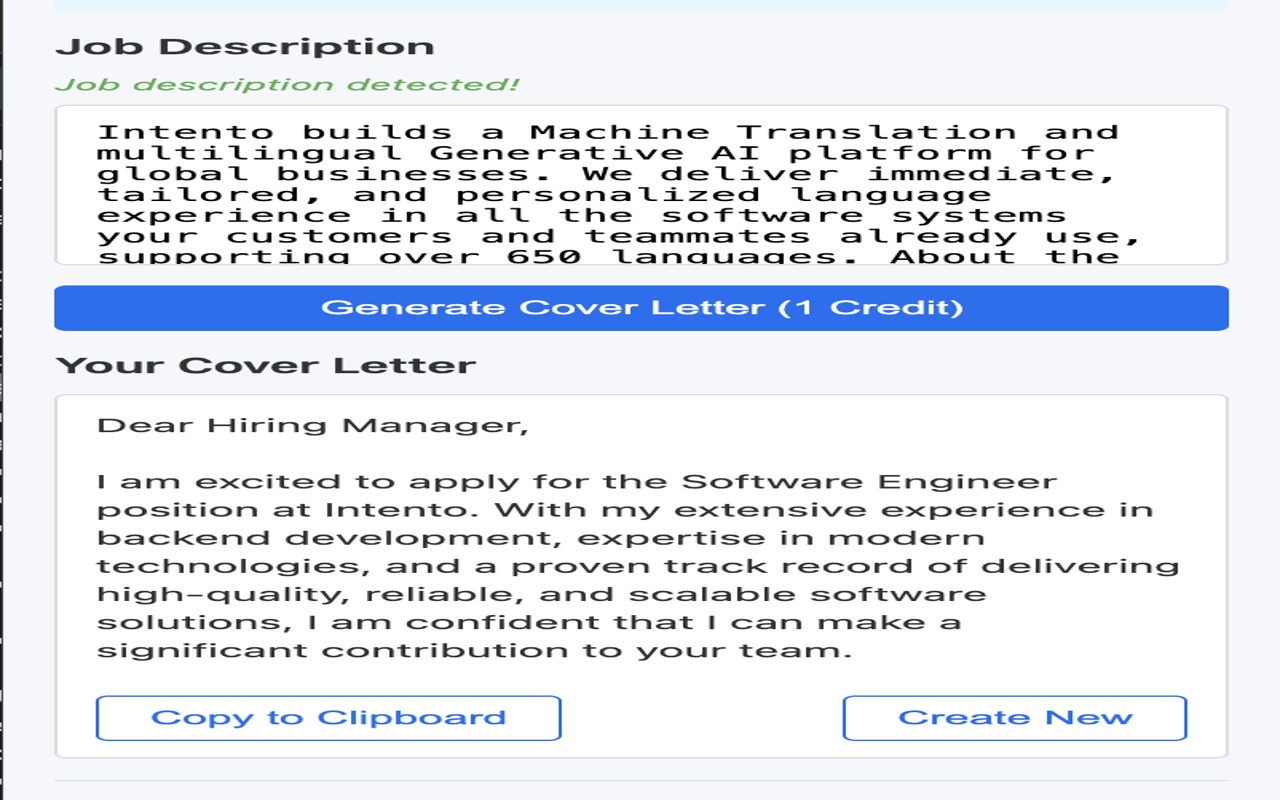 Job Description
Job description detected!
Intento builds a Machine Translation and
multilingual Generative AI platform for
global businesses. We deliver immediate,
tailored, and personalized language
experience in all the software systems
your customers and teammates already use,
supporting over 650 languages. About the
Generate Cover Letter (1 Credit)
Your Cover Letter
Dear Hiring Manager,
I am excited to apply for the Software Engineer
position at Intento. With my extensive experience in
backend development, expertise in modern
technologies, and a proven track record of delivering
high-quality, reliable, and scalable software
solutions, I am confident that I can make a
significant contribution to your team.
Copy to Clipboard
Create New